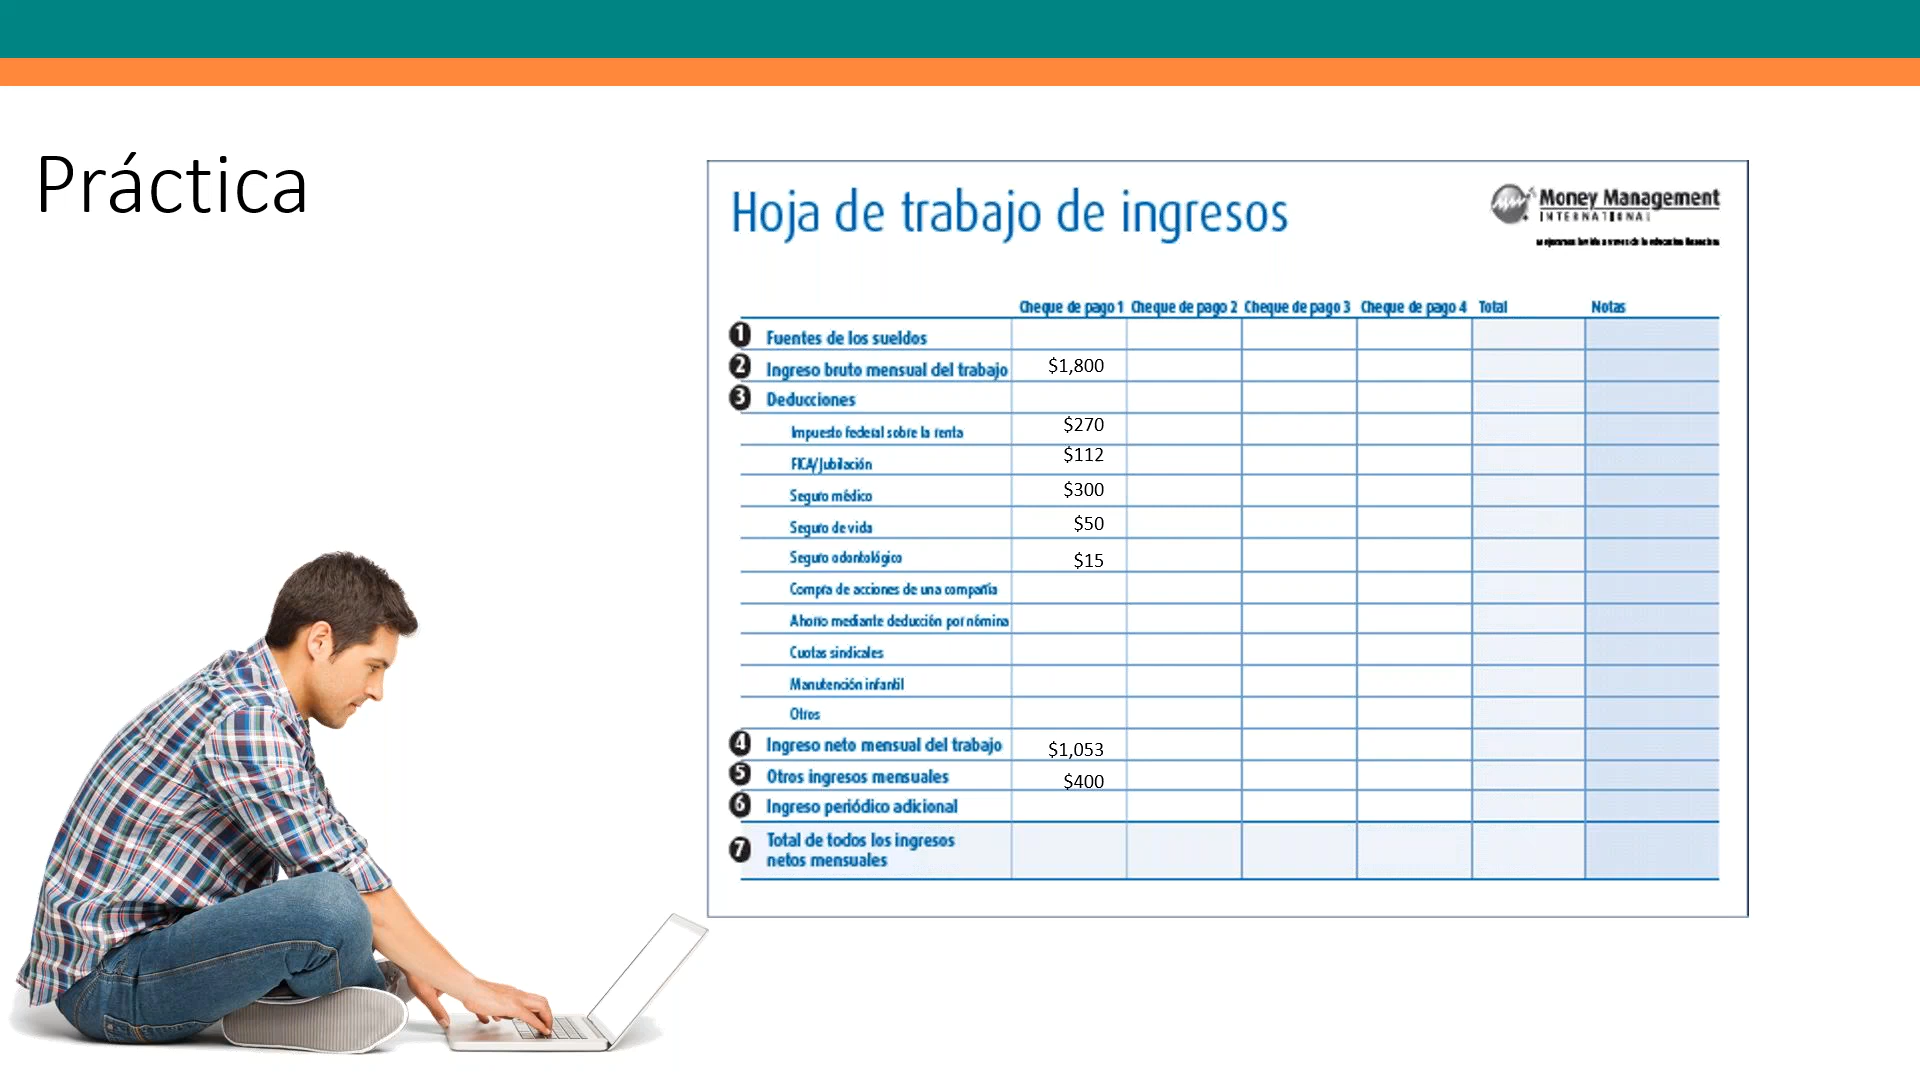 Práctica
Hoja de trabajo de ingresos
Money Management
INTERNATIONAL
Cheque de pago 1 Cheque de pago 2 Cheque de pago 3 Cheque de pago 4 Total Notas
1 Fuentes de los sueldos
2 Ingreso bruto mensual del trabajo $1,800
3 Deducciones
Impuesto federal sobre la renta $270
FICA/Jubilación $112
Seguro médico $300
Seguro de vida $50
Seguro odontológico $15
Compra de acciones de una compañía
Ahorro mediante deducción por nómina
Cuotas sindicales
Manutención infantil
Otros
4 Ingreso neto mensual del trabajo $1,053
5 Otros ingresos mensuales $400
6 Ingreso periódico adicional
7 Total de todos los ingresos
netos mensuales